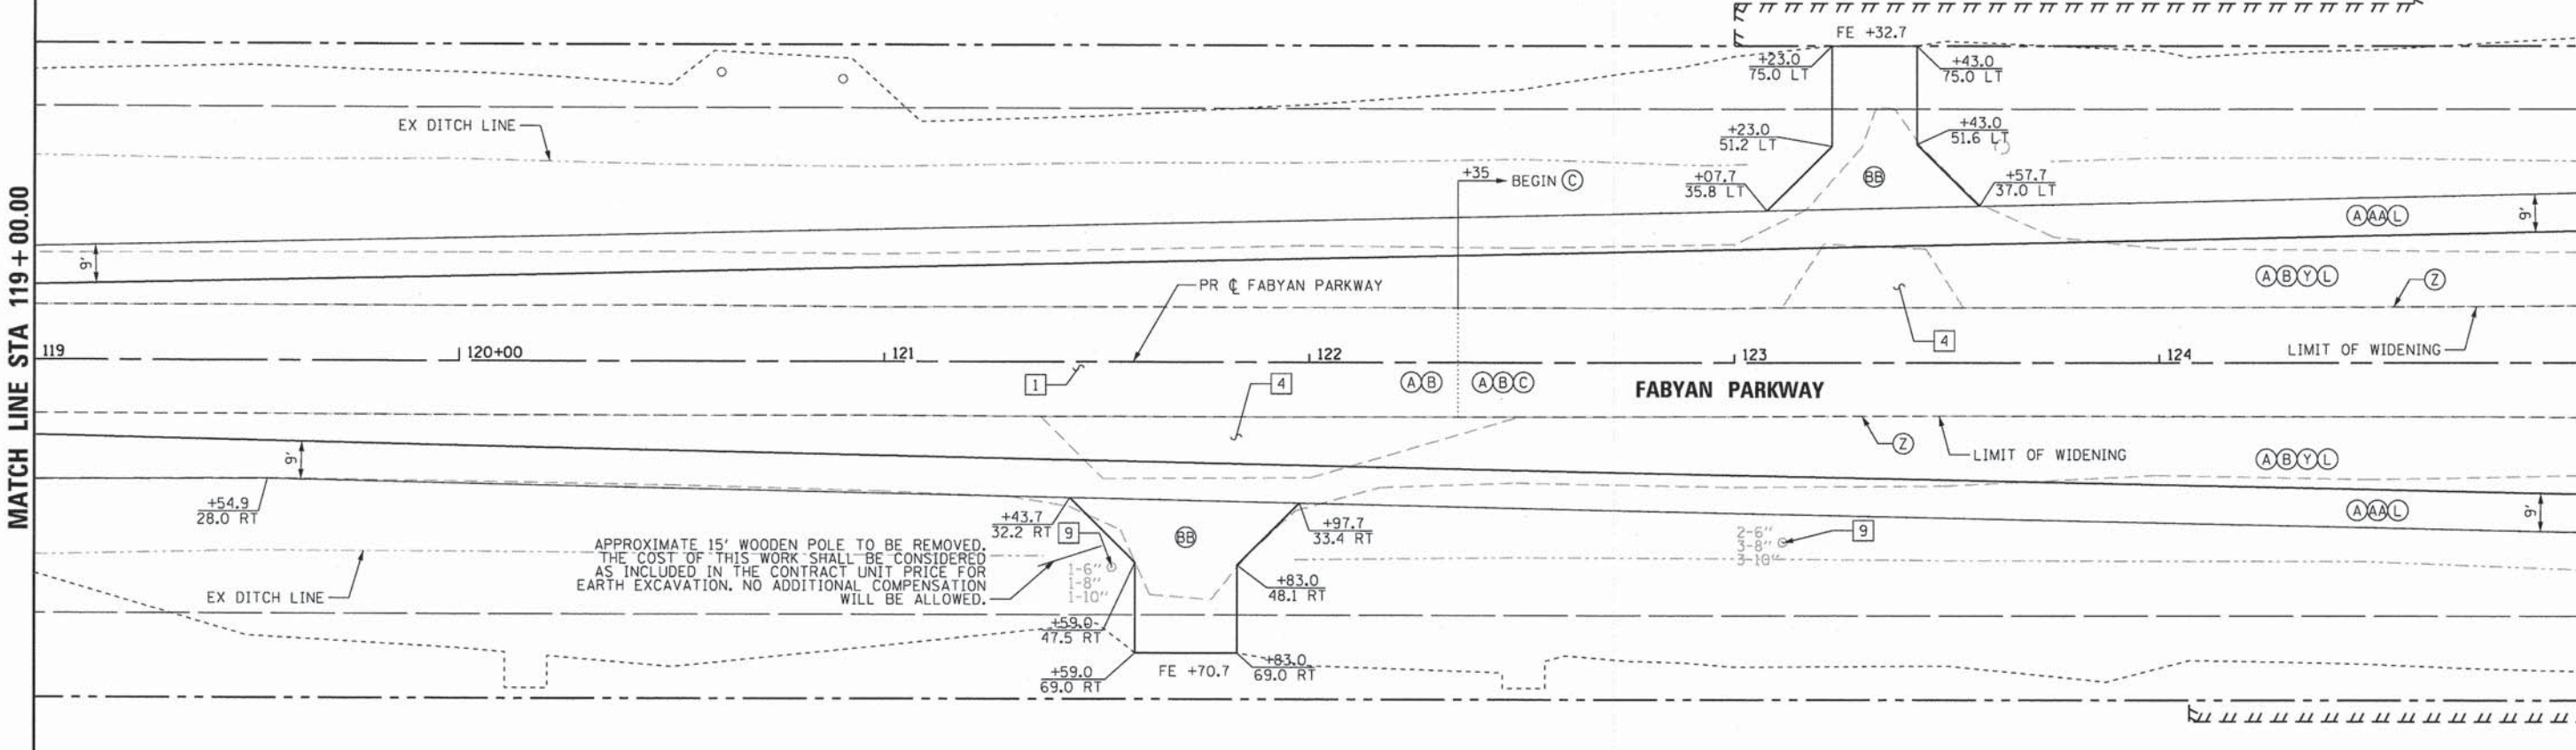 MATCH LINE STA 119+00.00
FE +32.7
+23.0
75.0 LT
+43.0
75.0 LT
EX DITCH LINE
+23.0
51.2 LT
+43.0
51.6 LT
+35 BEGIN C
+07.7
35.8 LT
BB
+57.7
37.0 LT
A AA L
9'
9'
PR ℄ FABYAN PARKWAY
A B Y L
Z
4
119
120+00
121
122
123
124
LIMIT OF WIDENING
1
4
A B
A B C
FABYAN PARKWAY
Z
LIMIT OF WIDENING
A B Y L
9'
+54.9
28.0 RT
+43.7
32.2 RT
9
BB
+97.7
33.4 RT
2-6"
3-8"
3-10"
9
A AA L
9'
APPROXIMATE 15' WOODEN POLE TO BE REMOVED.
THE COST OF THIS WORK SHALL BE CONSIDERED
AS INCLUDED IN THE CONTRACT UNIT PRICE FOR
EARTH EXCAVATION. NO ADDITIONAL COMPENSATION
WILL BE ALLOWED.
1-6"
1-8"
1-10"
EX DITCH LINE
+83.0
48.1 RT
+59.0
47.5 RT
+59.0
69.0 RT
FE +70.7
+83.0
69.0 RT